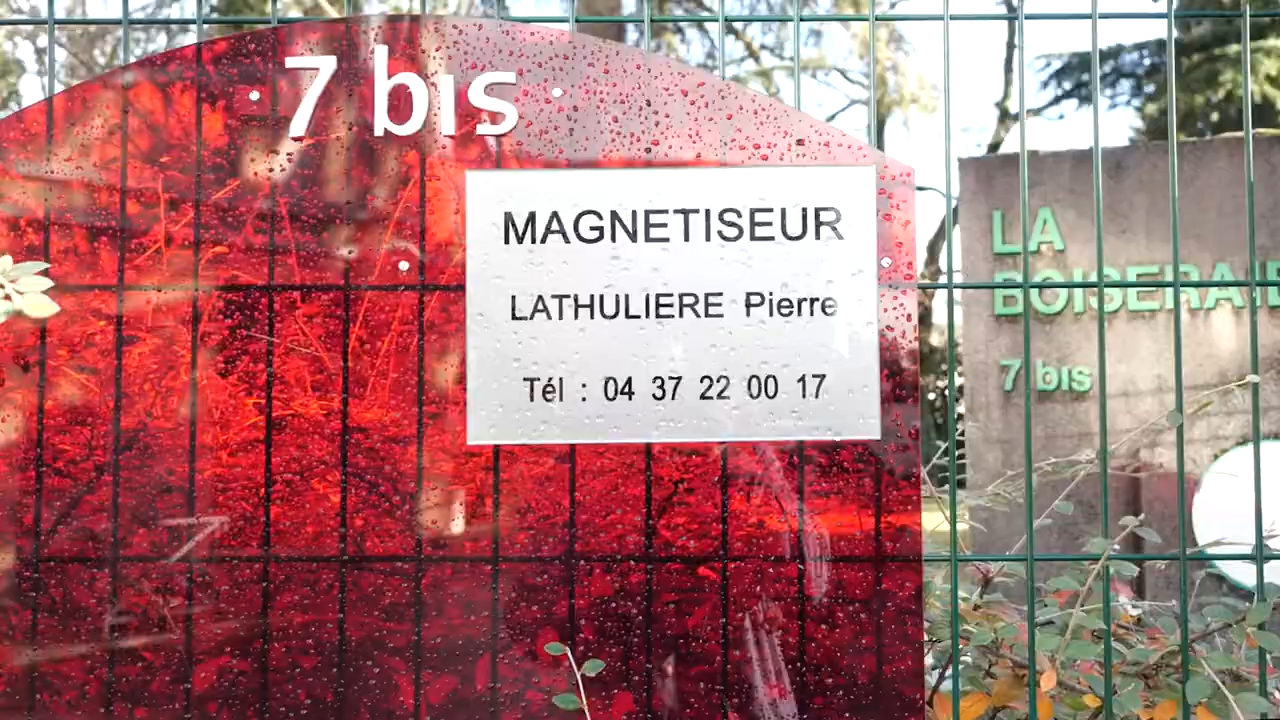 7 bis
MAGNETISEUR
LATHULIERE Pierre
Tél : 04 37 22 00 17
LA
BOISERAIE
7 bis